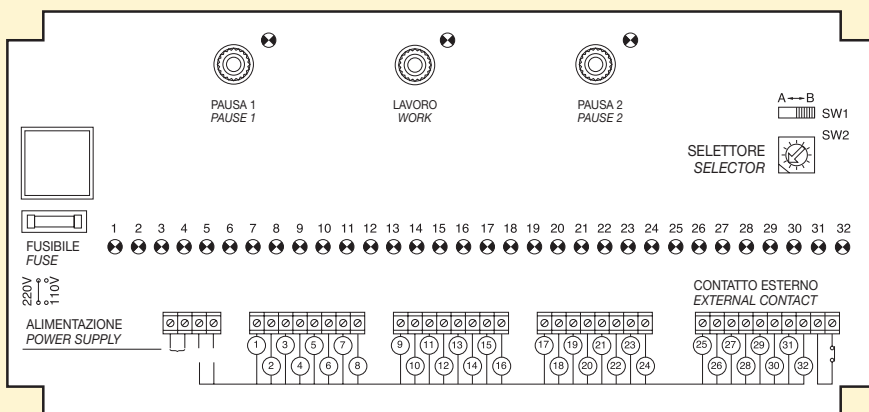 PAUSA 1
PAUSE 1
LAVORO
WORK
PAUSA 2
PAUSE 2
A B
SW1
SW2
SELETTORE
SELECTOR
1 2 3 4 5 6 7 8 9 10 11 12 13 14 15 16 17 18 19 20 21 22 23 24 25 26 27 28 29 30 31 32
FUSIBILE
FUSE
220V 110V
CONTATTO ESTERNO
EXTERNAL CONTACT
ALIMENTAZIONE
POWER SUPPLY
1 3 5 7 9 11 13 15 17 19 21 23 25 27 29 31
2 4 6 8 10 12 14 16 18 20 22 24 26 28 30 32